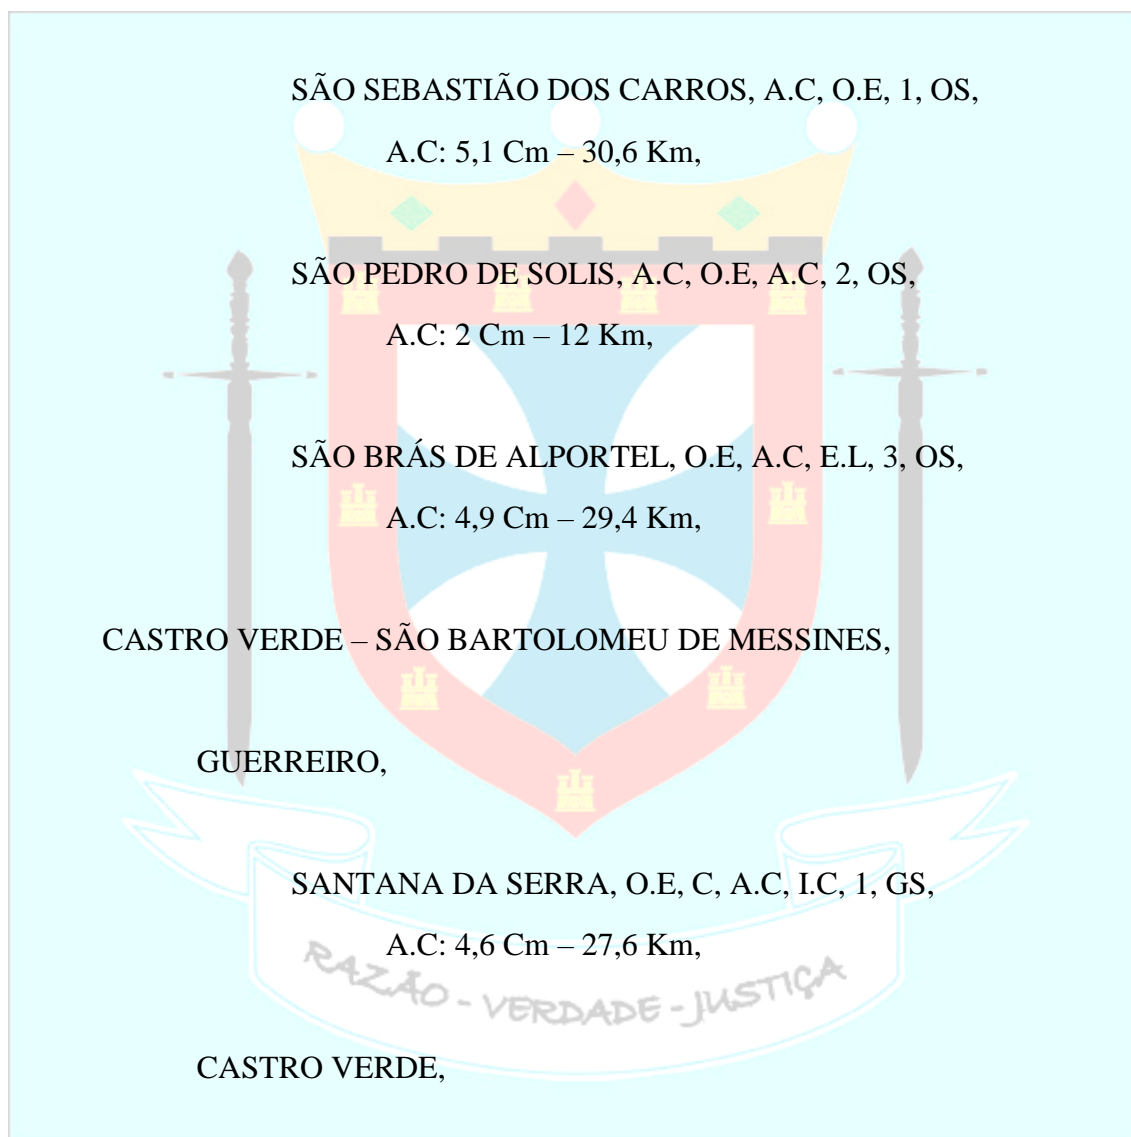 SÃO SEBASTIÃO DOS CARROS, A.C, O.E, 1, OS,
A.C: 5,1 Cm – 30,6 Km,
SÃO PEDRO DE SOLIS, A.C, O.E, A.C, 2, OS,
A.C: 2 Cm – 12 Km,
SÃO BRÁS DE ALPORTEL, O.E, A.C, E.L, 3, OS,
A.C: 4,9 Cm – 29,4 Km,
CASTRO VERDE – SÃO BARTOLOMEU DE MESSINES,
GUERREIRO,
SANTANA DA SERRA, O.E, C, A.C, I.C, 1, GS,
A.C: 4,6 Cm – 27,6 Km,
RAZÃO - VERDADE - JUSTIÇA
CASTRO VERDE,